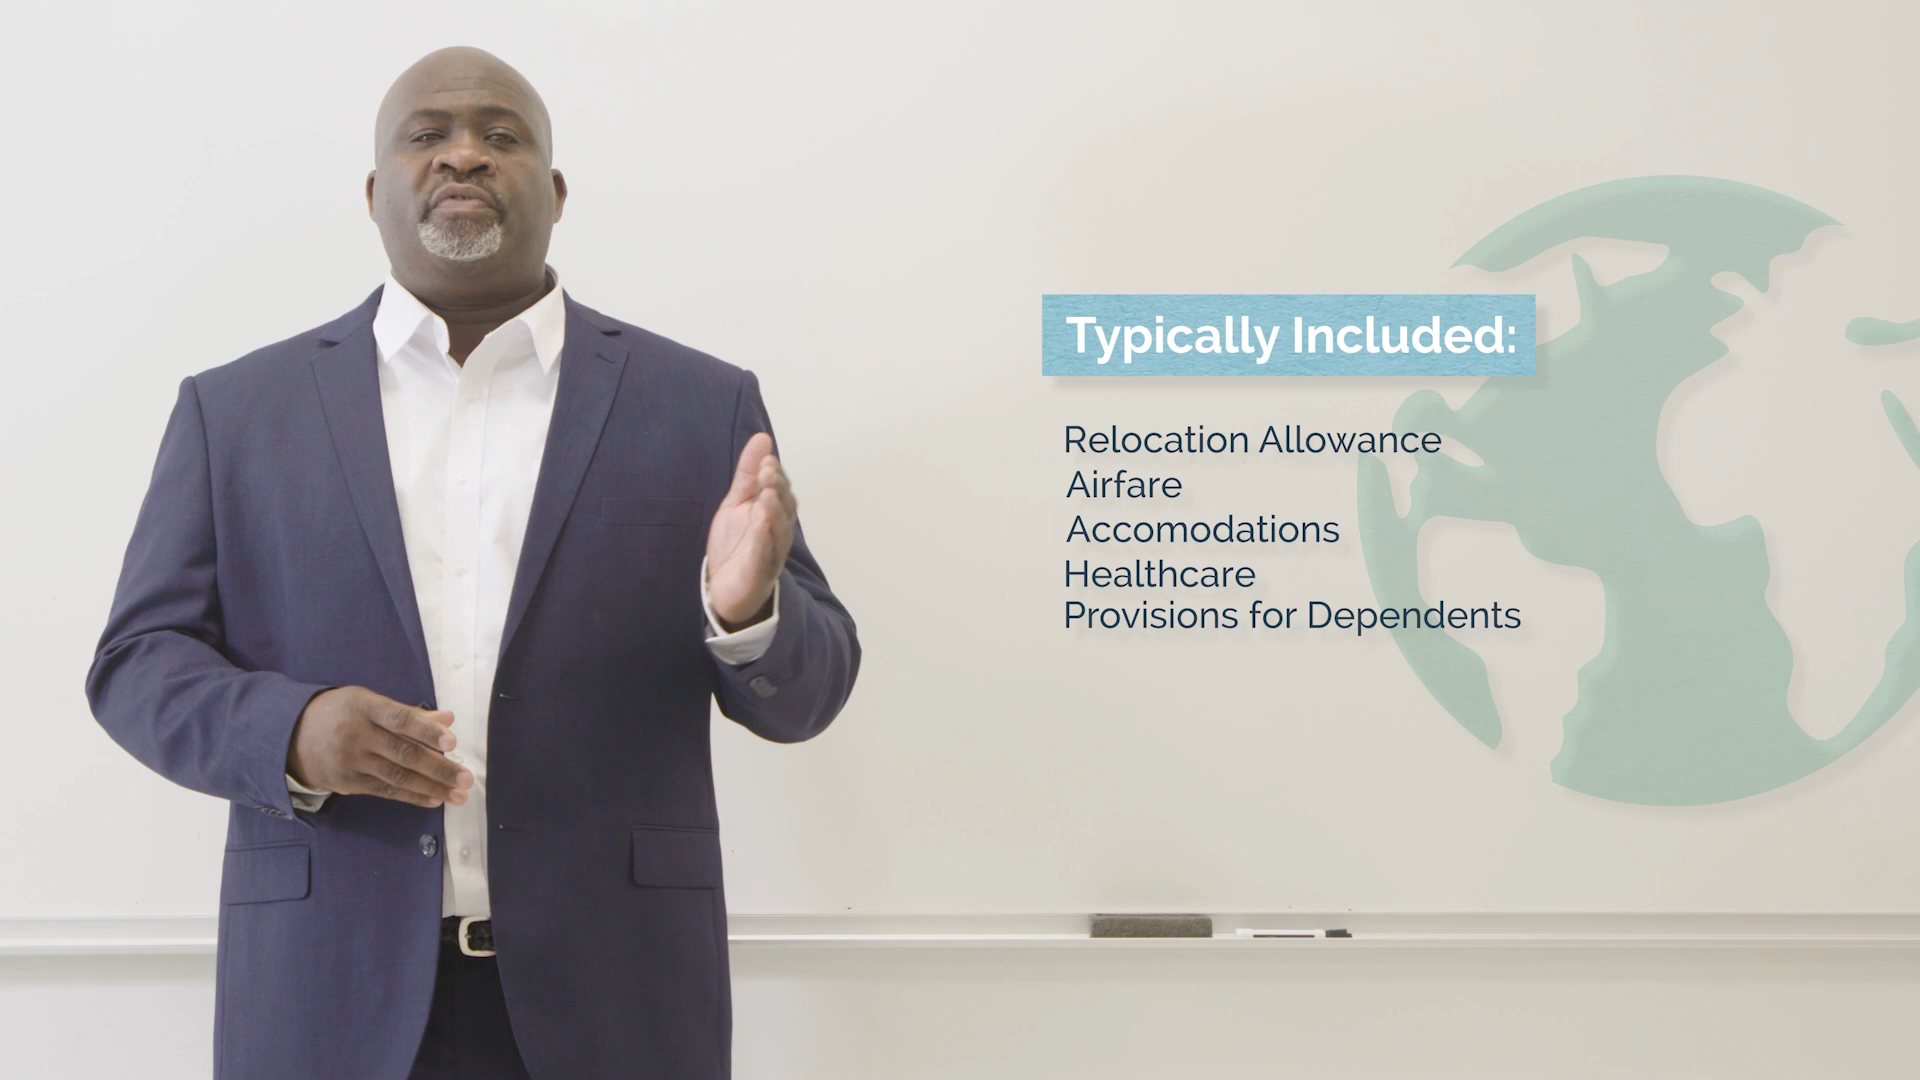 Typically Included:
Relocation Allowance
Airfare
Accomodations
Healthcare
Provisions for Dependents